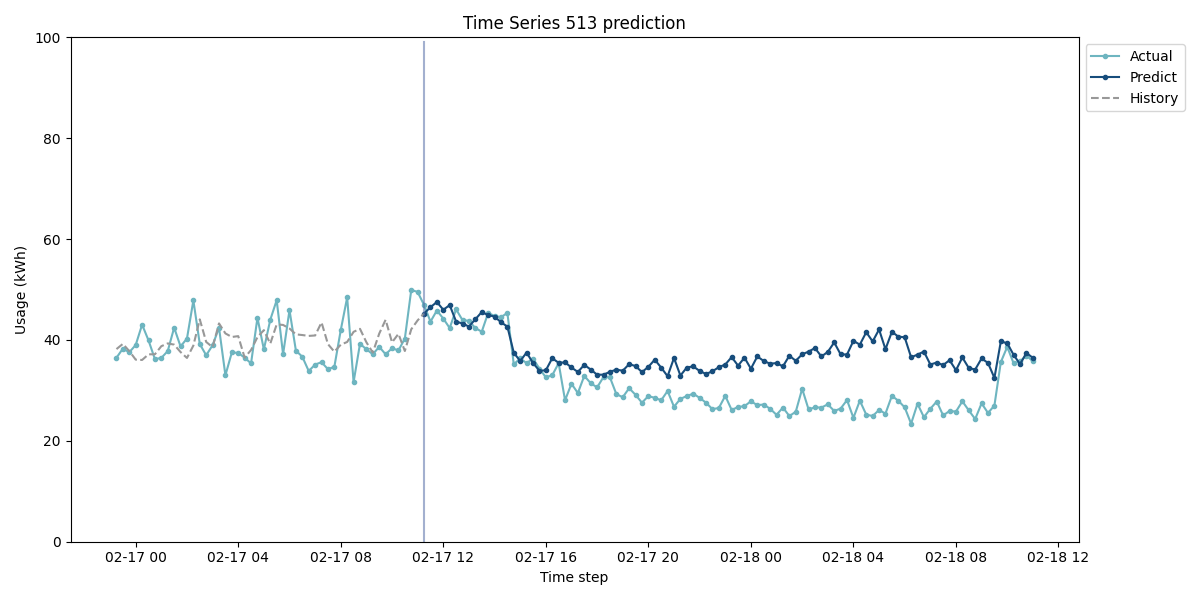 Time Series 513 prediction
100
80
60
40
20
0
Usage (kWh)
02-17 00
02-17 04
02-17 08
02-17 12
02-17 16
02-17 20
02-18 00
02-18 04
02-18 08
02-18 12
Time step
Actual
Predict
History